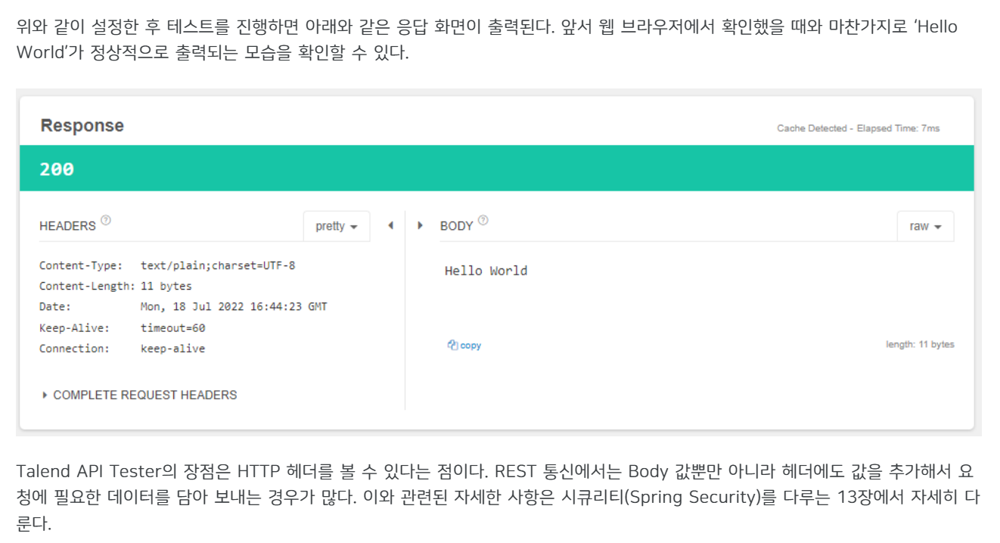 위와 같이 설정한 후 테스트를 진행하면 아래와 같은 응답 화면이 출력된다. 앞서 웹 브라우저에서 확인했을 때와 마찬가지로 ‘Hello
World’가 정상적으로 출력되는 모습을 확인할 수 있다.
Response
Cache Detected - Elapsed Time: 7ms
200
HEADERS ?
pretty
BODY ?
raw
Content-Type: text/plain;charset=UTF-8
Content-Length: 11 bytes
Date: Mon, 18 Jul 2022 16:44:23 GMT
Keep-Alive: timeout=60
Connection: keep-alive
COMPLETE REQUEST HEADERS
Hello World
copy
length: 11 bytes
Talend API Tester의 장점은 HTTP 헤더를 볼 수 있다는 점이다. REST 통신에서는 Body 값뿐만 아니라 헤더에도 값을 추가해서 요
청에 필요한 데이터를 담아 보내는 경우가 많다. 이와 관련된 자세한 사항은 시큐리티(Spring Security)를 다루는 13장에서 자세히 다
룬다.